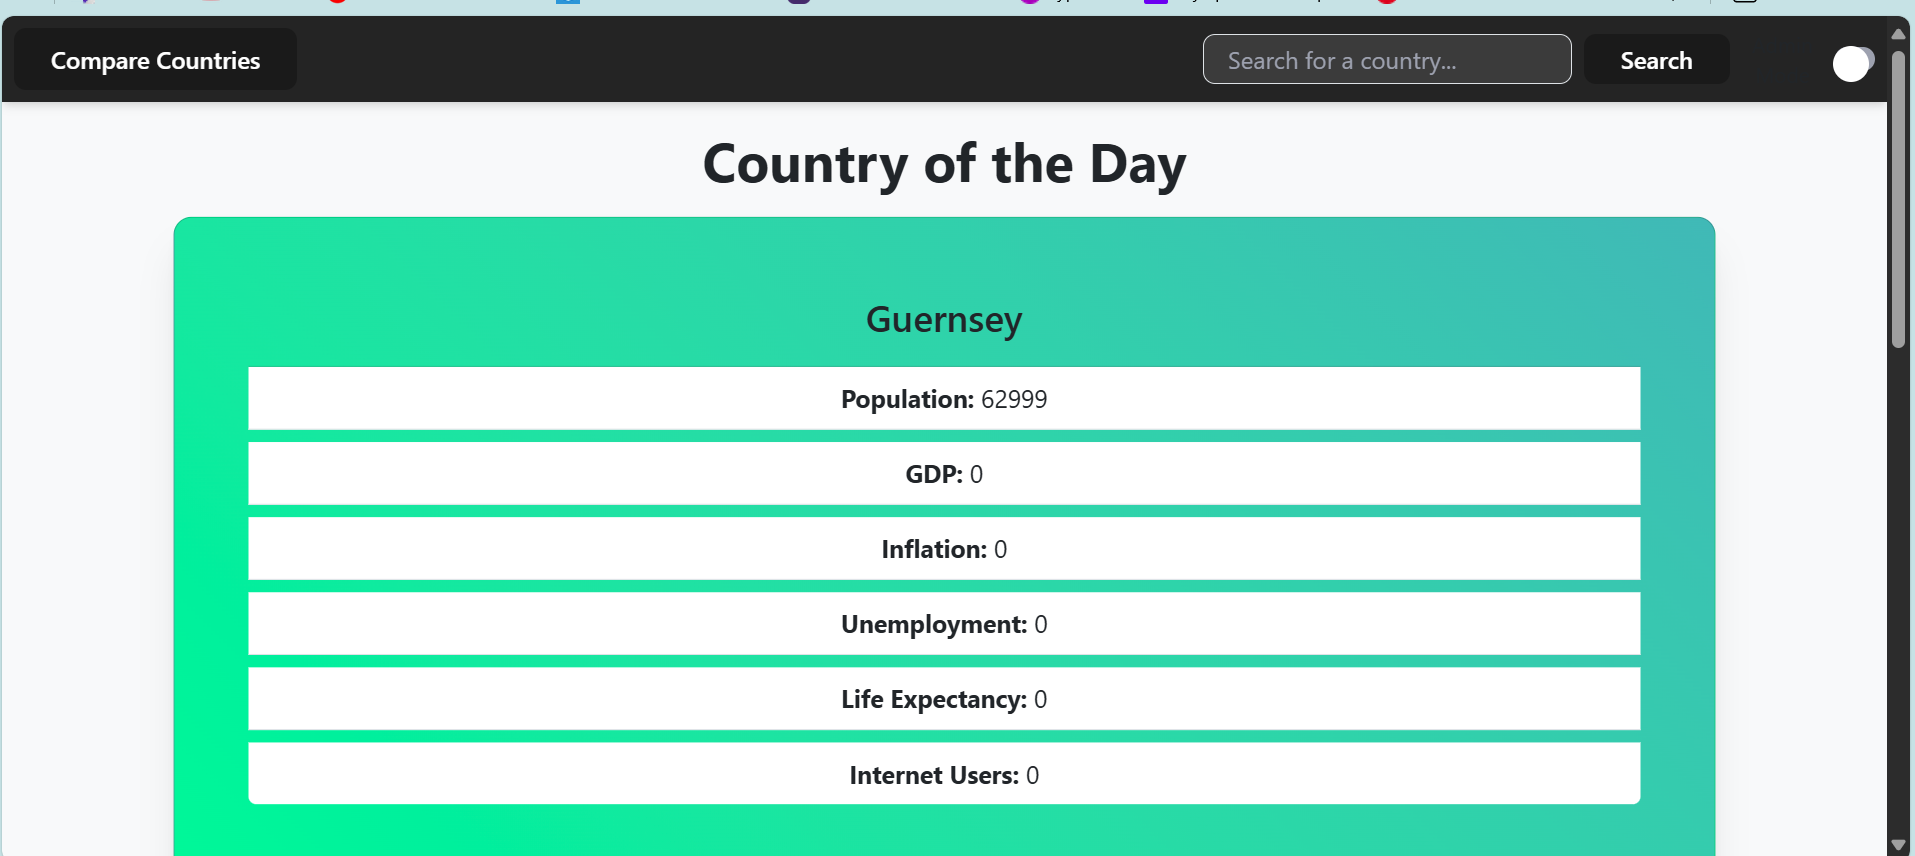 Compare Countries
Search for a country...
Search
Country of the Day
Guernsey
Population: 62999
GDP: 0
Inflation: 0
Unemployment: 0
Life Expectancy: 0
Internet Users: 0